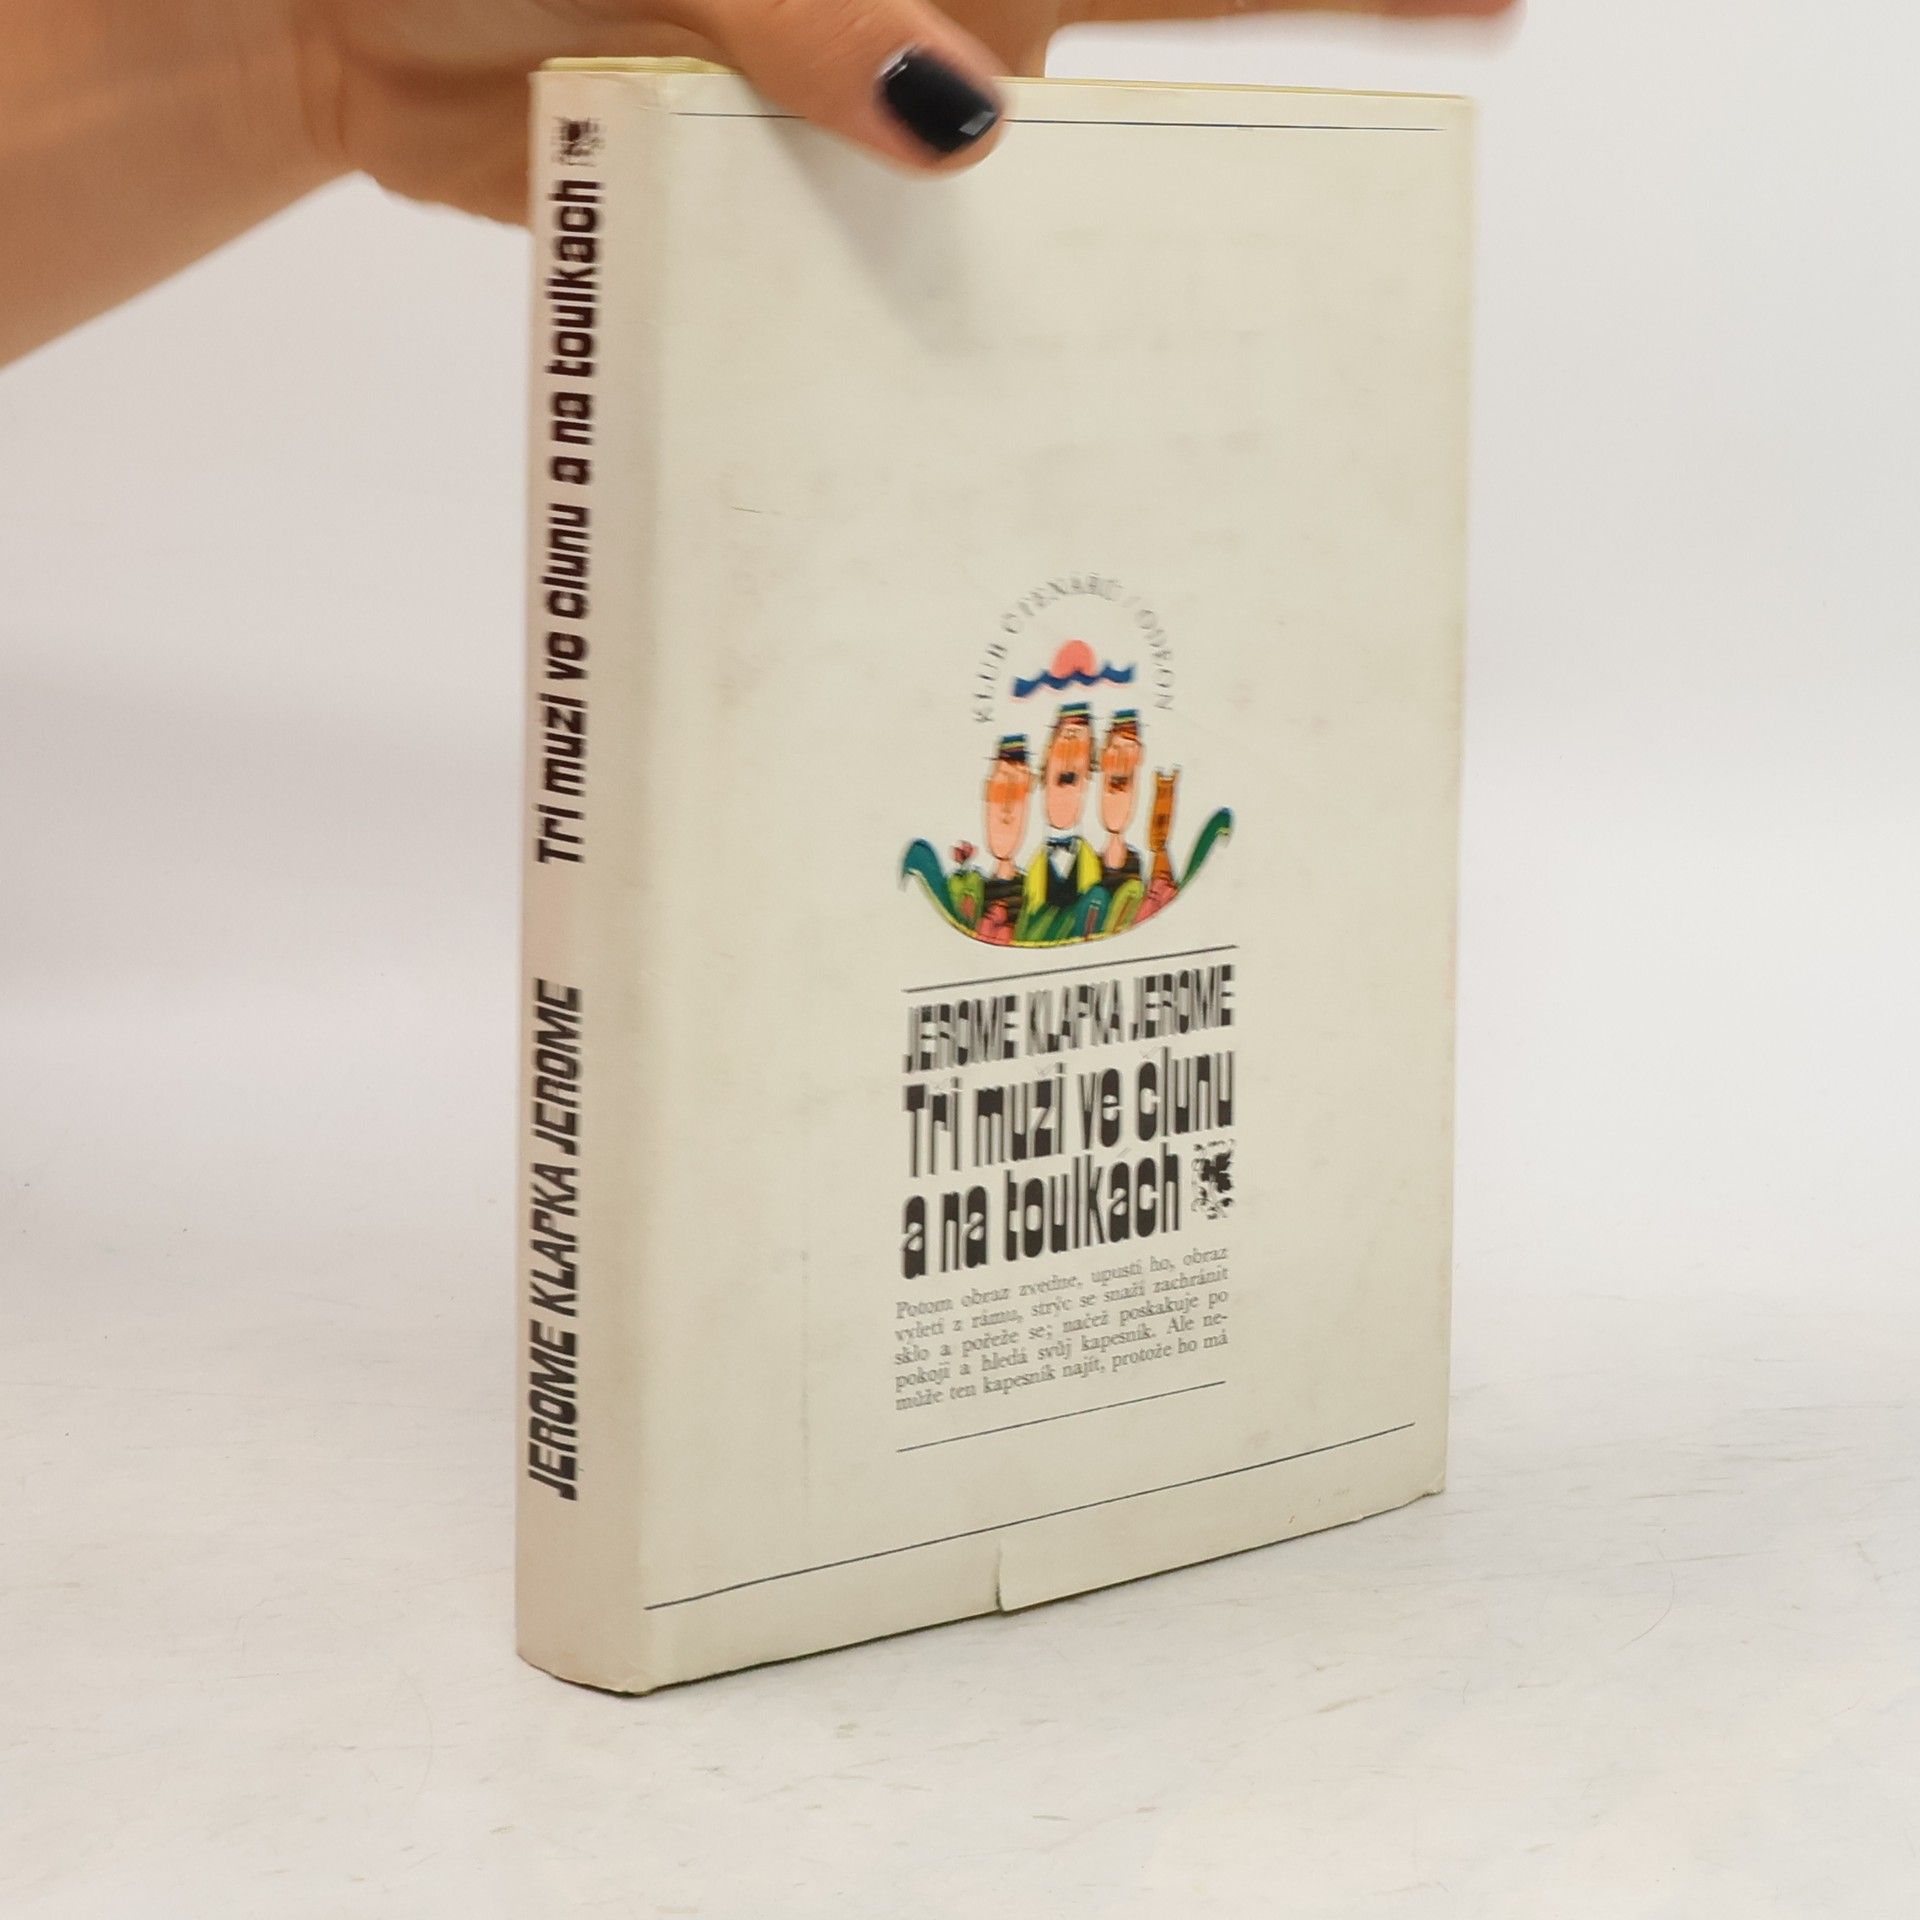 JEROME KLAPKA JEROME Tři muži ve člunu a na toulkách
KLUB ČTENÁŘŮ / ODEON
JEROME KLAPKA JEROME
Tři muži ve člunu
a na toulkách
Potom obraz zvedne, upustí ho, obraz
vyletí z rámu, strýc se snaží zachránit
sklo a pořeže se; načež poskakuje po
pokoji a hledá svůj kapesník. Ale ne-
může ten kapesník najít, protože ho má